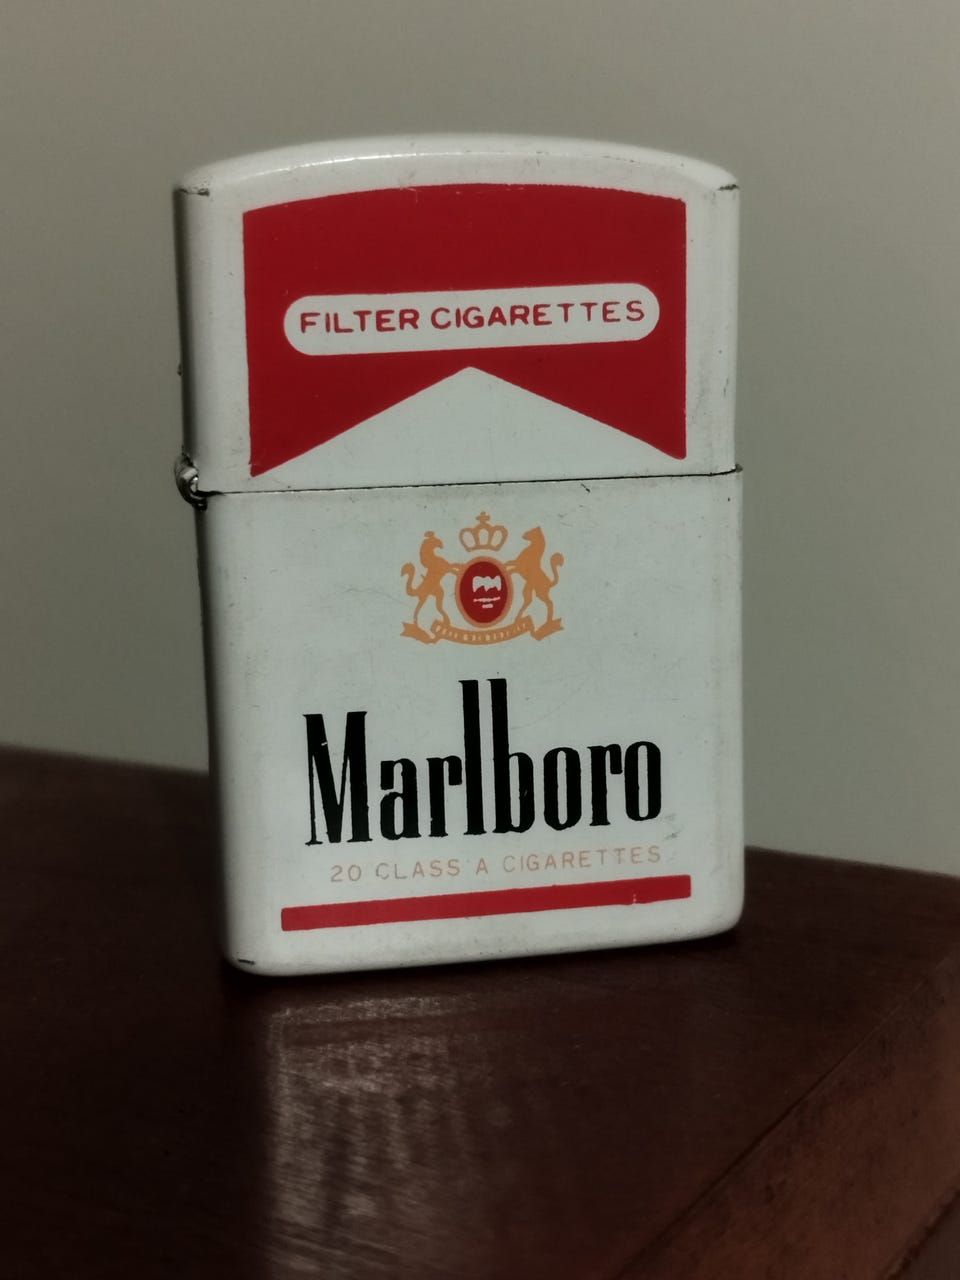 FILTER CIGARETTES
Marlboro
20 CLASS A CIGARETTES